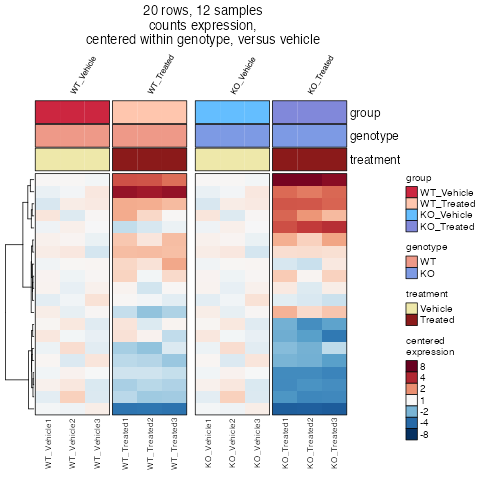 20 rows, 12 samples
counts expression,
centered within genotype, versus vehicle
WT_Vehicle
WT_Treated
KO_Vehicle
KO_Treated
group
genotype
treatment
group
WT_Vehicle
WT_Treated
KO_Vehicle
KO_Treated
genotype
WT
KO
treatment
Vehicle
Treated
centered
expression
8
4
2
1
-2
-4
-8
WT_Vehicle1
WT_Vehicle2
WT_Vehicle3
WT_Treated1
WT_Treated2
WT_Treated3
KO_Vehicle1
KO_Vehicle2
KO_Vehicle3
KO_Treated1
KO_Treated2
KO_Treated3